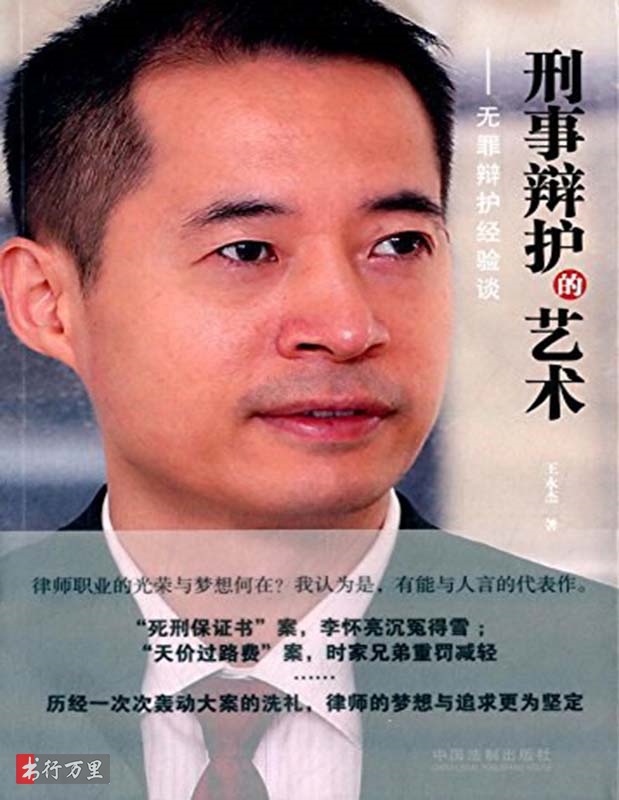 刑事辩护的艺术
——无罪辩护经验谈
王永杰 著
律师职业的光荣与梦想何在？我认为是，有能与人言的代表作。
“死刑保证书”案，李怀亮沉冤得雪；
“天价过路费”案，时家兄弟重罚减轻
……
历经一次次轰动大案的洗礼，律师的梦想与追求更为坚定
中国法制出版社
CHINA LEGAL PUBLISHING HOUSE
书行万里